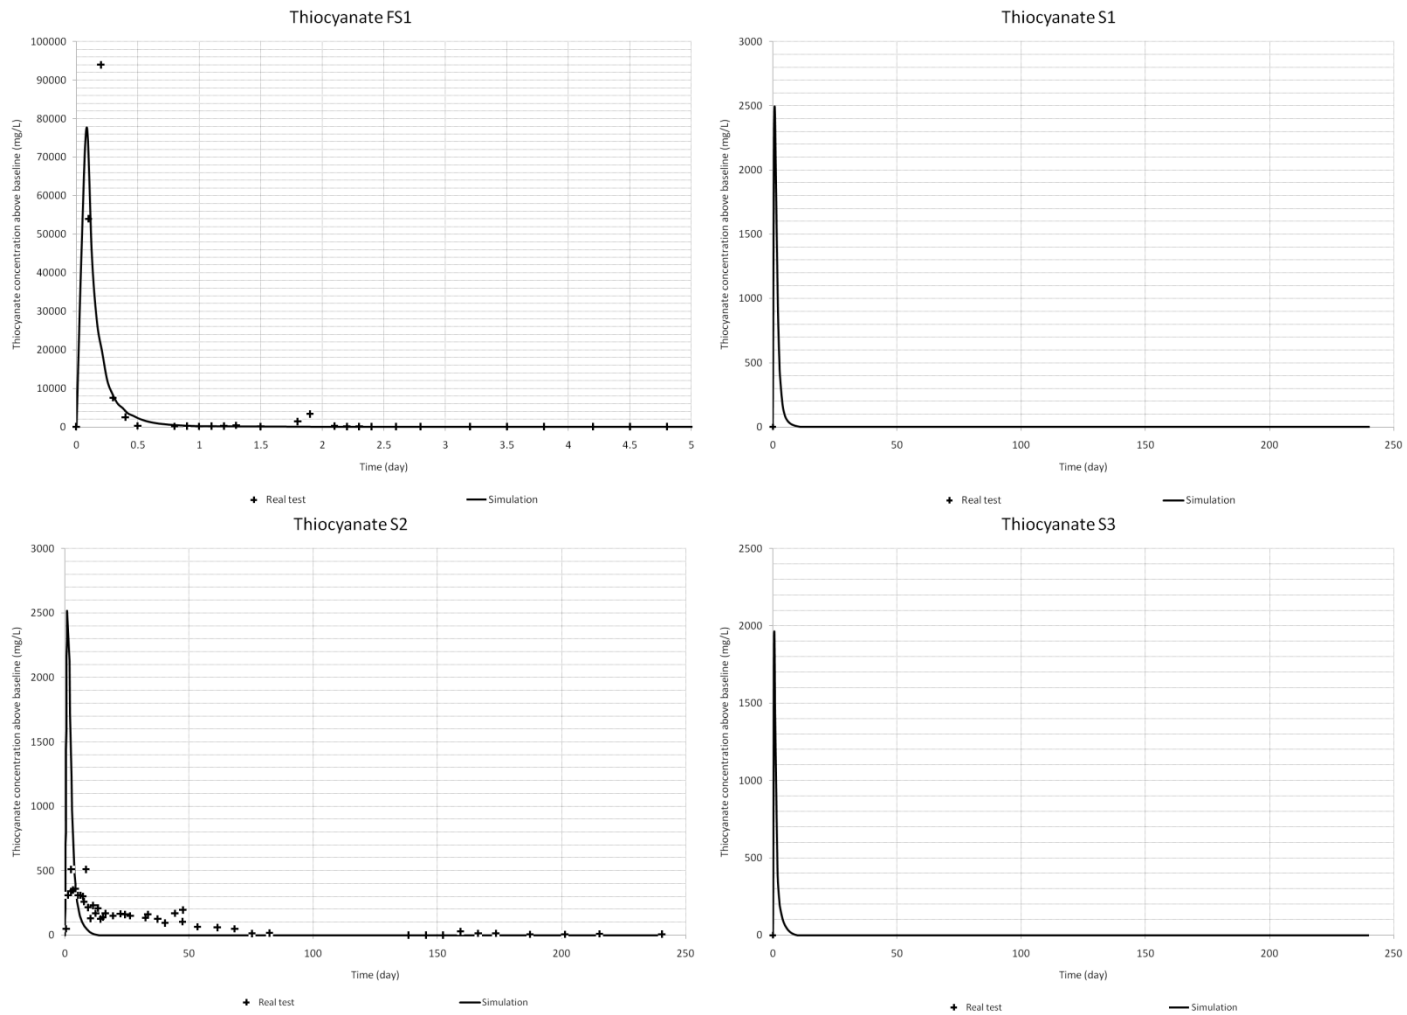 Thiocyanate FS1
Thiocyanate concentration above baseline (mg/L)
100000
90000
80000
70000
60000
50000
40000
30000
20000
10000
0
0 0.5 1 1.5 2 2.5 3 3.5 4 4.5 5
Time (day)
Real test Simulation
Thiocyanate S1
Thiocyanate concentration above baseline (mg/L)
3000
2500
2000
1500
1000
500
0
0 50 100 150 200 250
Time (day)
Real test Simulation
Thiocyanate S2
Thiocyanate concentration above baseline (mg/L)
3000
2500
2000
1500
1000
500
0
0 50 100 150 200 250
Time (day)
Real test Simulation
Thiocyanate S3
Thiocyanate concentration above baseline (mg/L)
2500
2000
1500
1000
500
0
0 50 100 150 200 250
Time (day)
Real test Simulation